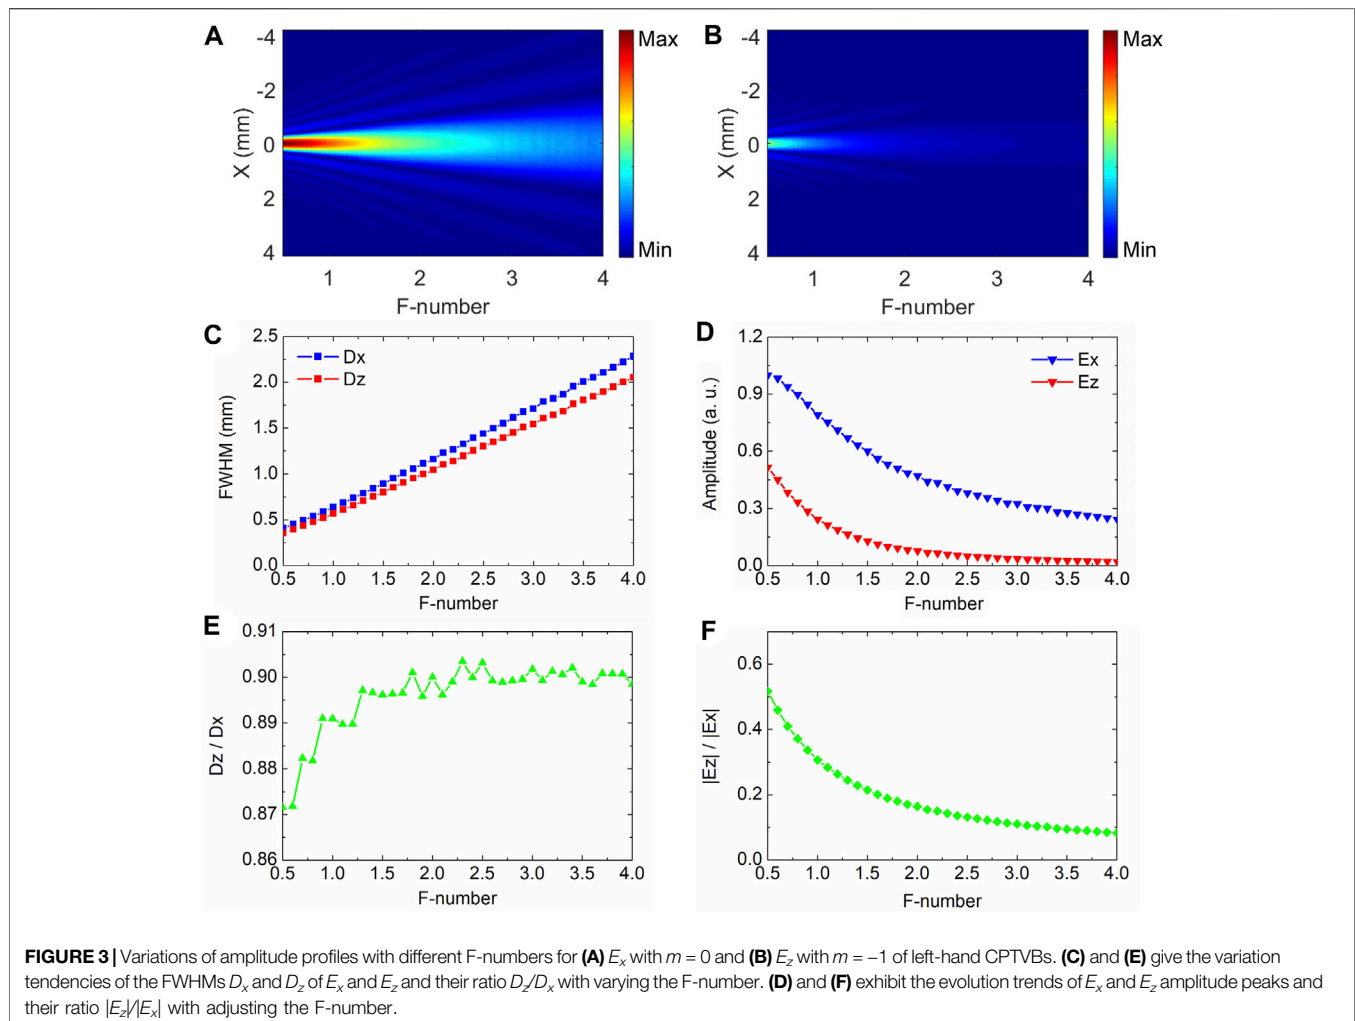 A
-4
-2
0
2
4
X (mm)
1 2 3 4
F-number
Max
Min
B
-4
-2
0
2
4
X (mm)
1 2 3 4
F-number
Max
Min
C
2.5
2.0
1.5
1.0
0.5
0.0
FWHM (mm)
Dx
Dz
0.5 1.0 1.5 2.0 2.5 3.0 3.5 4.0
F-number
D
1.2
0.9
0.6
0.3
0.0
Amplitude (a. u.)
Ex
Ez
0.5 1.0 1.5 2.0 2.5 3.0 3.5 4.0
F-number
E
0.91
0.90
0.89
0.88
0.87
0.86
Dz / Dx
0.5 1.0 1.5 2.0 2.5 3.0 3.5 4.0
F-number
F
0.6
0.4
0.2
0.0
|Ez| / |Ex|
0.5 1.0 1.5 2.0 2.5 3.0 3.5 4.0
F-number
FIGURE 3 | Variations of amplitude profiles with different F-numbers for (A) Ex with m = 0 and (B) Ez with m = −1 of left-hand CPTVBs. (C) and (E) give the variation
tendencies of the FWHMs Dx and Dz of Ex and Ez and their ratio Dz/Dx with varying the F-number. (D) and (F) exhibit the evolution trends of Ex and Ez amplitude peaks and
their ratio |Ez|/|Ex| with adjusting the F-number.